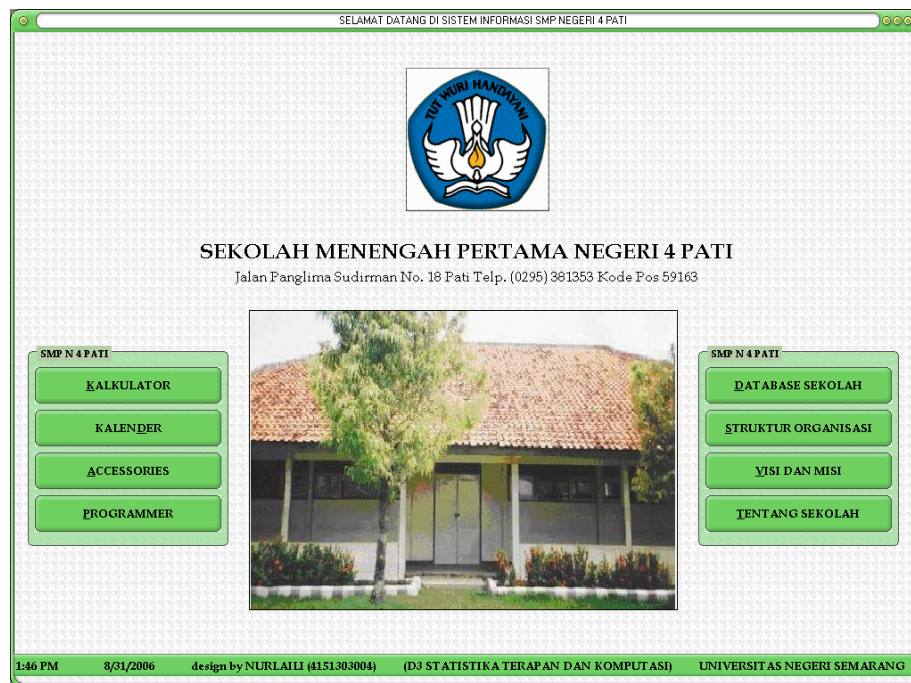 SELAMAT DATANG DI SISTEM INFORMASI SMP NEGERI 4 PATI
TUT WURI HANDAYANI
SEKOLAH MENENGAH PERTAMA NEGERI 4 PATI
Jalan Panglima Sudirman No. 18 Pati Telp. (0295) 381353 Kode Pos 59163
SMP N 4 PATI
KALKULATOR
KALENDER
ACCESSORIES
PROGRAMMER
SMP N 4 PATI
DATABASE SEKOLAH
STRUKTUR ORGANISASI
VISI DAN MISI
TENTANG SEKOLAH
1:46 PM 8/31/2006 design by NURLAILI (4151303004) (D3 STATISTIKA TERAPAN DAN KOMPUTASI) UNIVERSITAS NEGERI SEMARANG